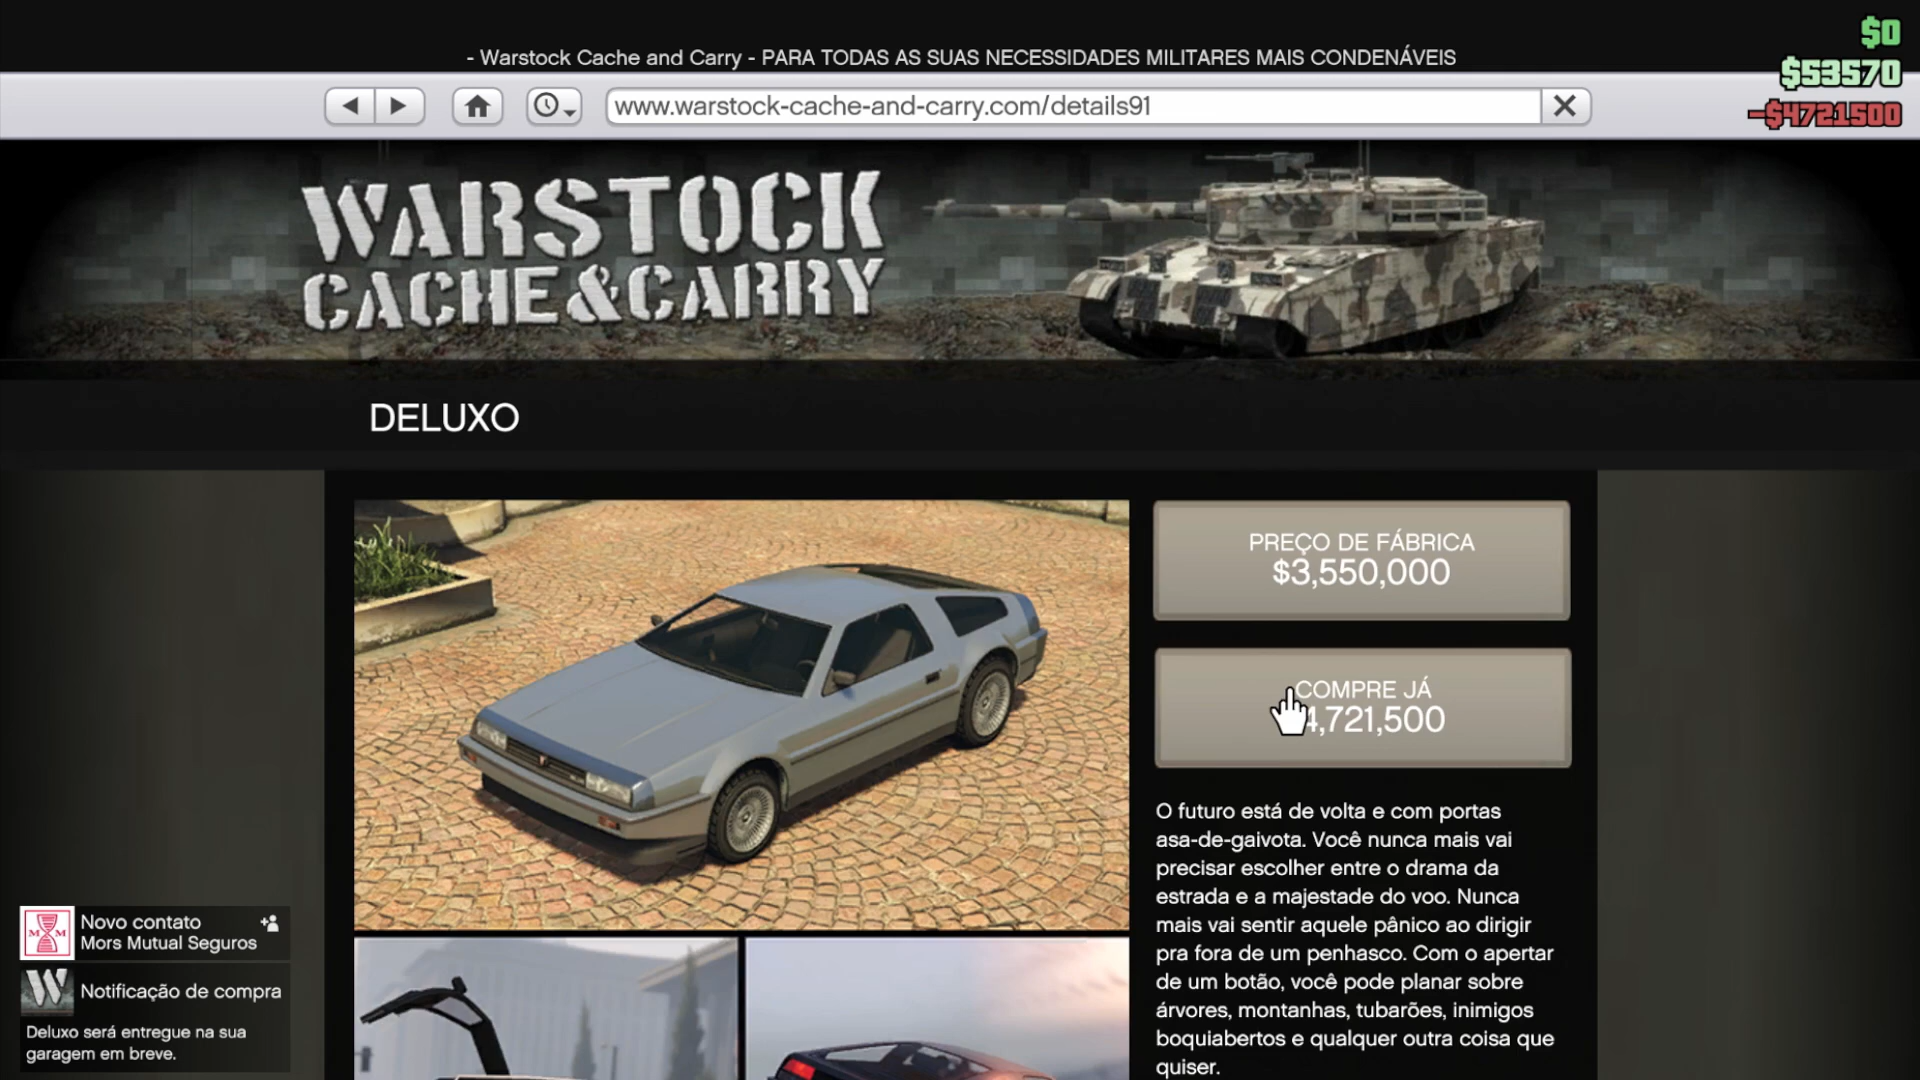 - Warstock Cache and Carry - PARA TODAS AS SUAS NECESSIDADES MILITARES MAIS CONDENÁVEIS
$0
$53570
-$4721500
www.warstock-cache-and-carry.com/details91
WARSTOCK
CACHE&CARRY
DELUXO
PREÇO DE FÁBRICA
$3,550,000
COMPRE JÁ
4,721,500
O futuro está de volta e com portas
asa-de-gaivota. Você nunca mais vai
precisar escolher entre o drama da
estrada e a majestade do voo. Nunca
mais vai sentir aquele pânico ao dirigir
pra fora de um penhasco. Com o apertar
de um botão, você pode planar sobre
árvores, montanhas, tubarões, inimigos
boquiabertos e qualquer outra coisa que
quiser.
M M
Novo contato
Mors Mutual Seguros
W
Notificação de compra
Deluxo será entregue na sua
garagem em breve.